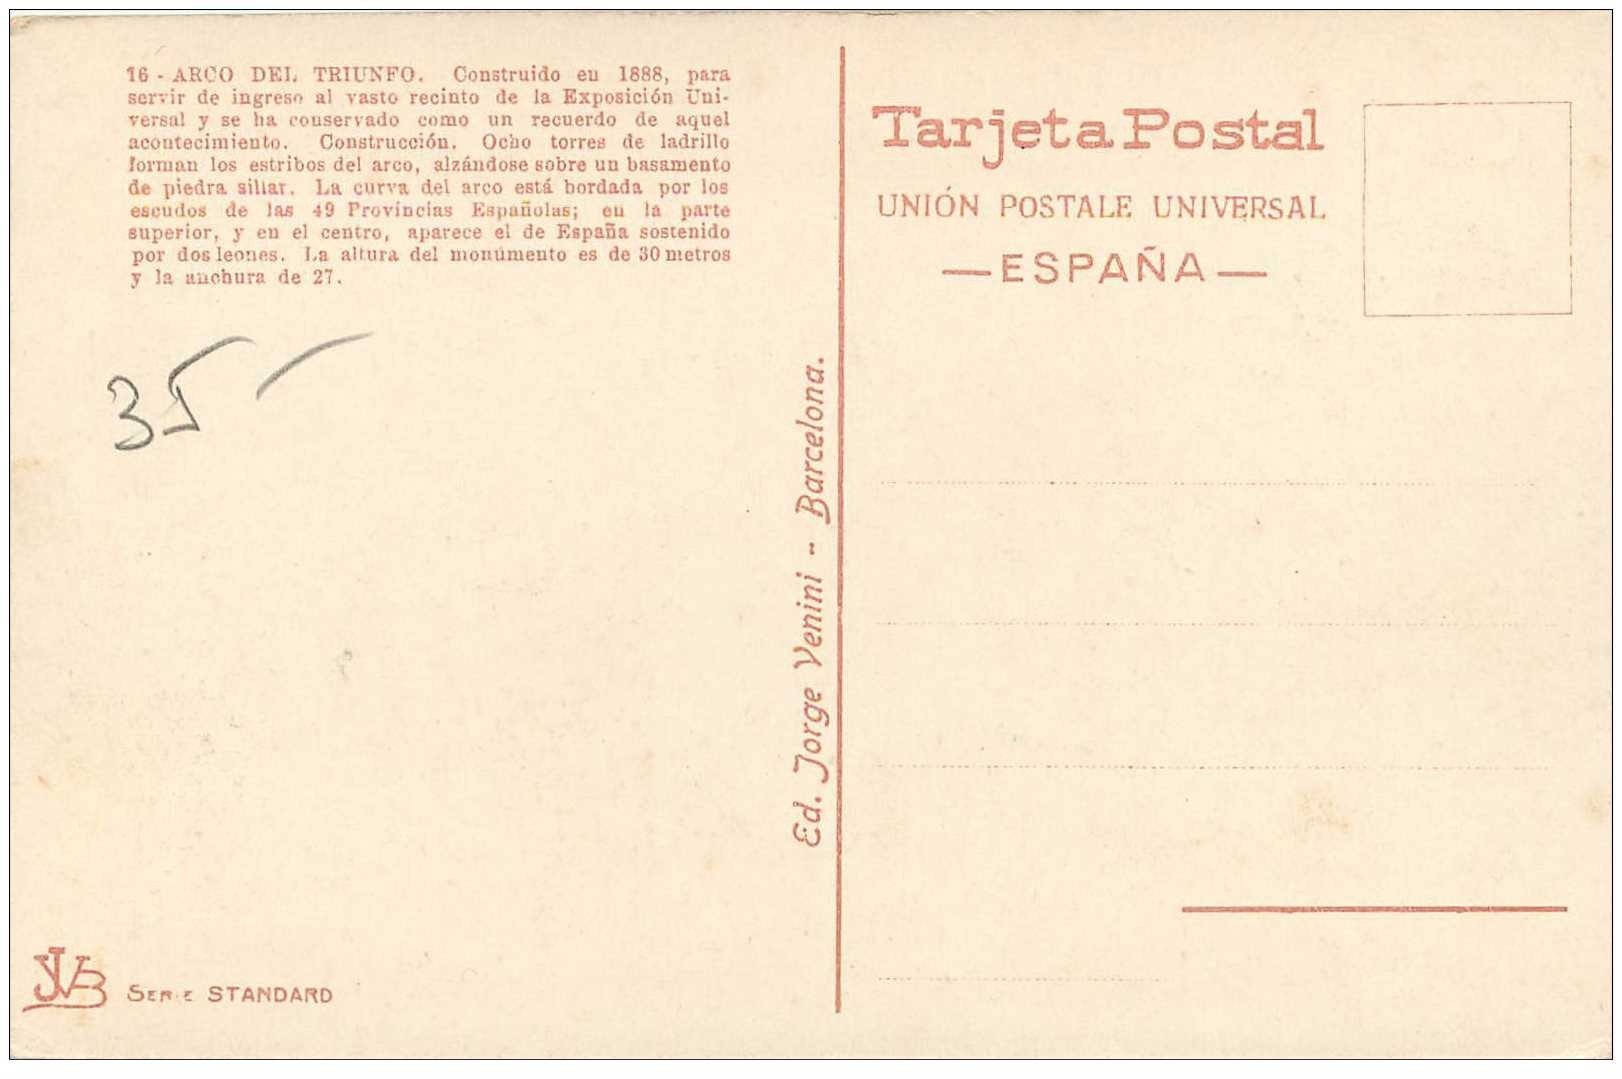 16 - ARCO DEL TRIUNFO. Construido en 1888, para
servir de ingreso al vasto recinto de la Exposición Uni-
versal y se ha conservado como un recuerdo de aquel
acontecimiento. Construcción. Ocho torres de ladrillo
forman los estribos del arco, alzándose sobre un basamento
de piedra sillar. La curva del arco está bordada por los
escudos de las 49 Provincias Españolas; en la parte
superior, y en el centro, aparece el de España sostenido
por dos leones. La altura del monúmento es de 30 metros
y la anchura de 27.
35 -
JVB
SERIE STANDARD
Ed. Jorge Venini -- Barcelona.
Tarjeta Postal
UNIÓN POSTALE UNIVERSAL
— ESPAÑA —